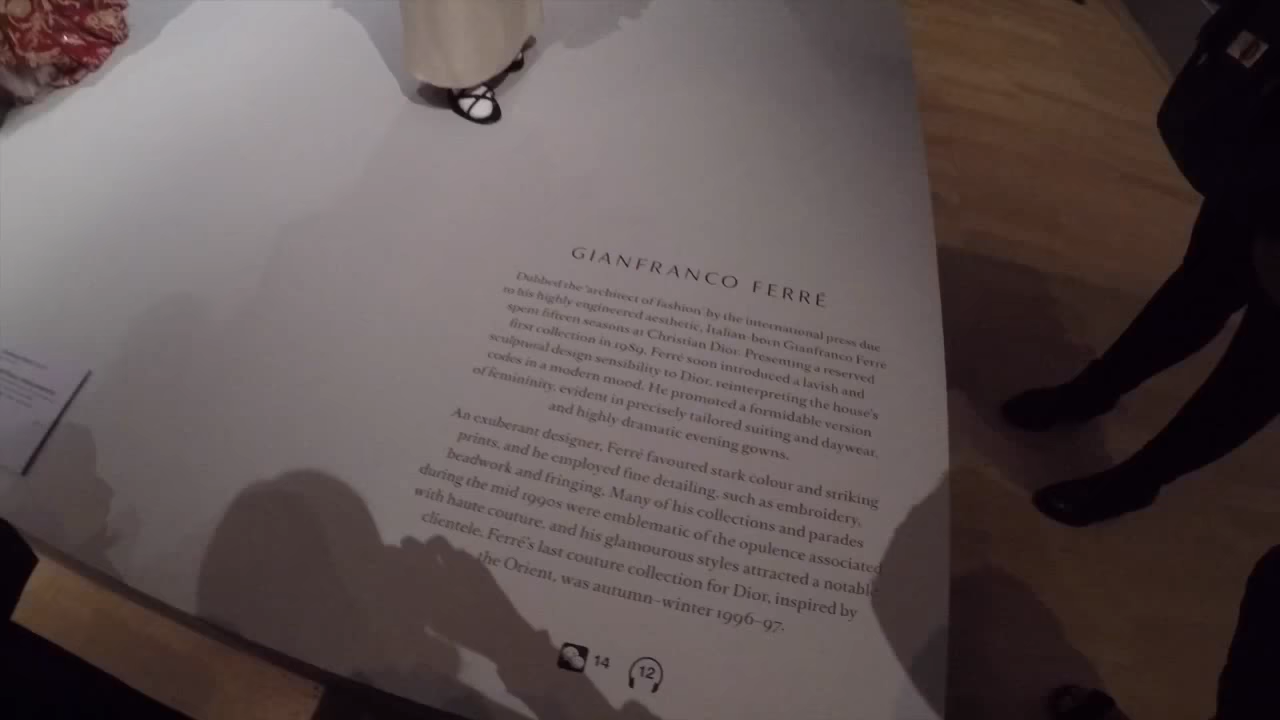 GIANFRANCO FERRÉ
Dubbed the 'architect of fashion' by the international press due
to his highly engineered aesthetic, Italian-born Gianfranco Ferré
spent fifteen seasons at Christian Dior. Presenting a reserved
first collection in 1989, Ferré soon introduced a lavish and
sculptural design sensibility to Dior, reinterpreting the house's
codes in a modern mood. He promoted a formidable version
of femininity, evident in precisely tailored suiting and daywear,
and highly dramatic evening gowns.
An exuberant designer, Ferré favoured stark colour and striking
prints, and he employed fine detailing, such as embroidery,
beadwork and fringing. Many of his collections and parades
during the mid 1990s were emblematic of the opulence associated
with haute couture, and his glamourous styles attracted a notable
clientele. Ferré's last couture collection for Dior, inspired by
the Orient, was autumn–winter 1996–97.
14 12